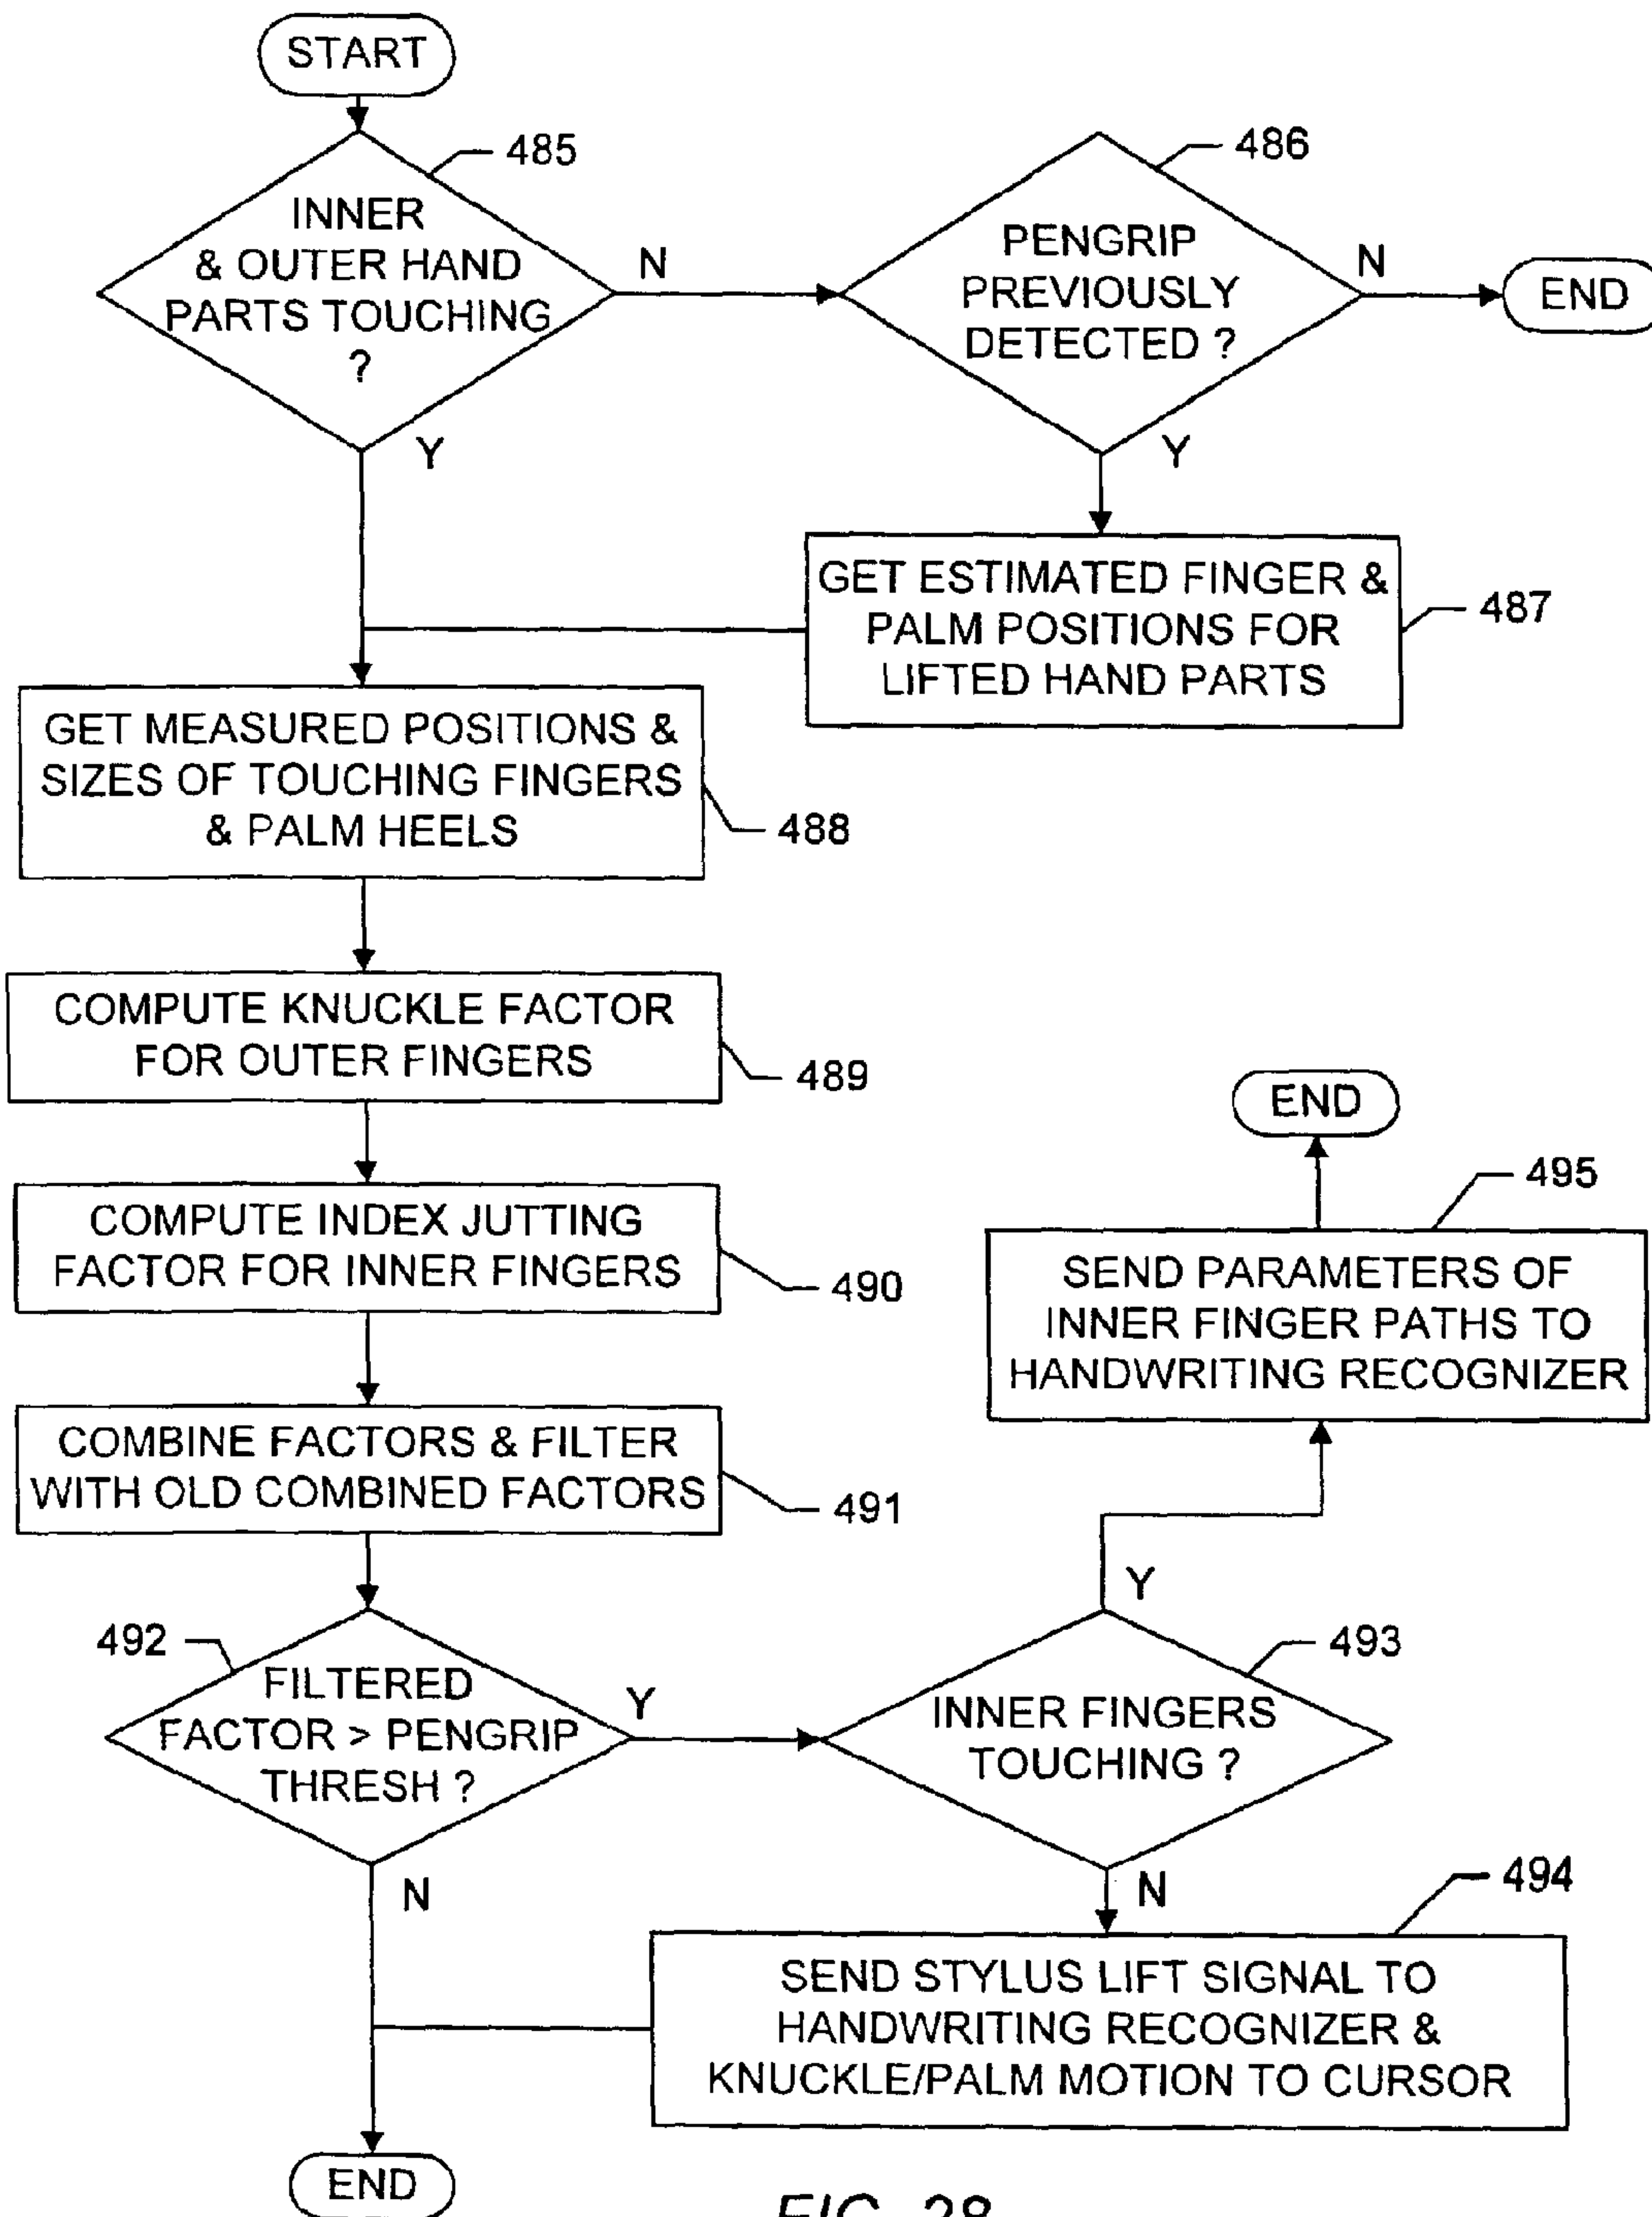 START
485
INNER
& OUTER HAND
PARTS TOUCHING
?
N
Y
486
PENGRIP
PREVIOUSLY
DETECTED ?
N
END
Y
GET ESTIMATED FINGER &
PALM POSITIONS FOR
LIFTED HAND PARTS
487
GET MEASURED POSITIONS &
SIZES OF TOUCHING FINGERS
& PALM HEELS
488
COMPUTE KNUCKLE FACTOR
FOR OUTER FINGERS
489
COMPUTE INDEX JUTTING
FACTOR FOR INNER FINGERS
490
COMBINE FACTORS & FILTER
WITH OLD COMBINED FACTORS
491
492
FILTERED
FACTOR > PENGRIP
THRESH ?
Y
N
END
495
SEND PARAMETERS OF
INNER FINGER PATHS TO
HANDWRITING RECOGNIZER
Y
493
INNER FINGERS
TOUCHING ?
N
494
SEND STYLUS LIFT SIGNAL TO
HANDWRITING RECOGNIZER &
KNUCKLE/PALM MOTION TO CURSOR
END
FIG. 28